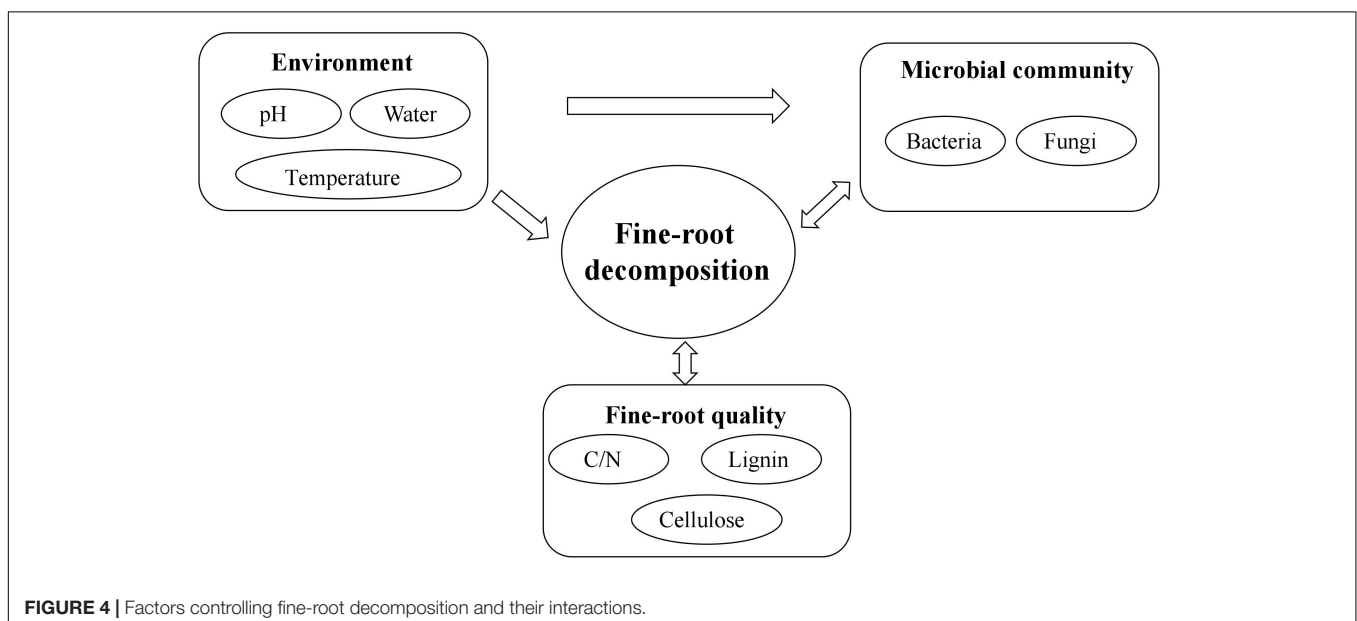 Environment
pH
Water
Temperature
Microbial community
Bacteria
Fungi
Fine-root
decomposition
Fine-root quality
C/N
Lignin
Cellulose
FIGURE 4 | Factors controlling fine-root decomposition and their interactions.